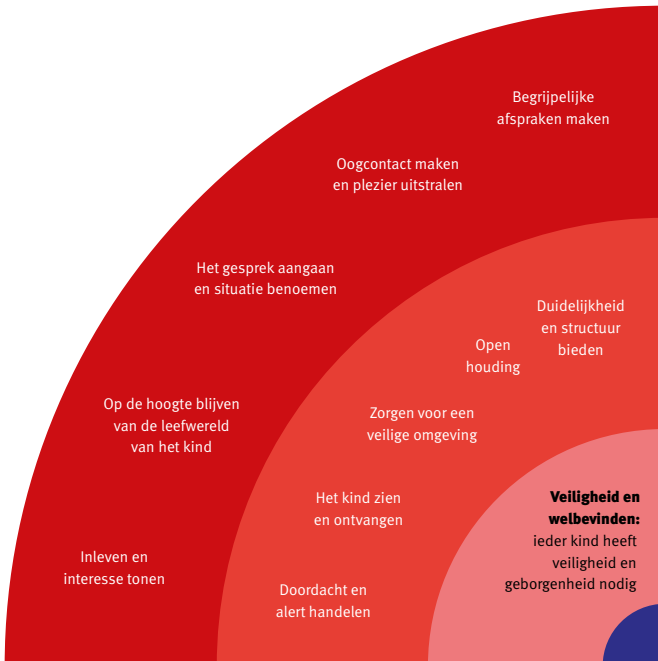 Begrijpelijke
afspraken maken
Oogcontact maken
en plezier uitstralen
Het gesprek aangaan
en situatie benoemen
Op de hoogte blijven
van de leefwereld
van het kind
Inleven en
interesse tonen
Duidelijkheid
en structuur
bieden
Open
houding
Zorgen voor een
veilige omgeving
Het kind zien
en ontvangen
Doordacht en
alert handelen
Veiligheid en
welbevinden:
ieder kind heeft
veiligheid en
geborgenheid nodig